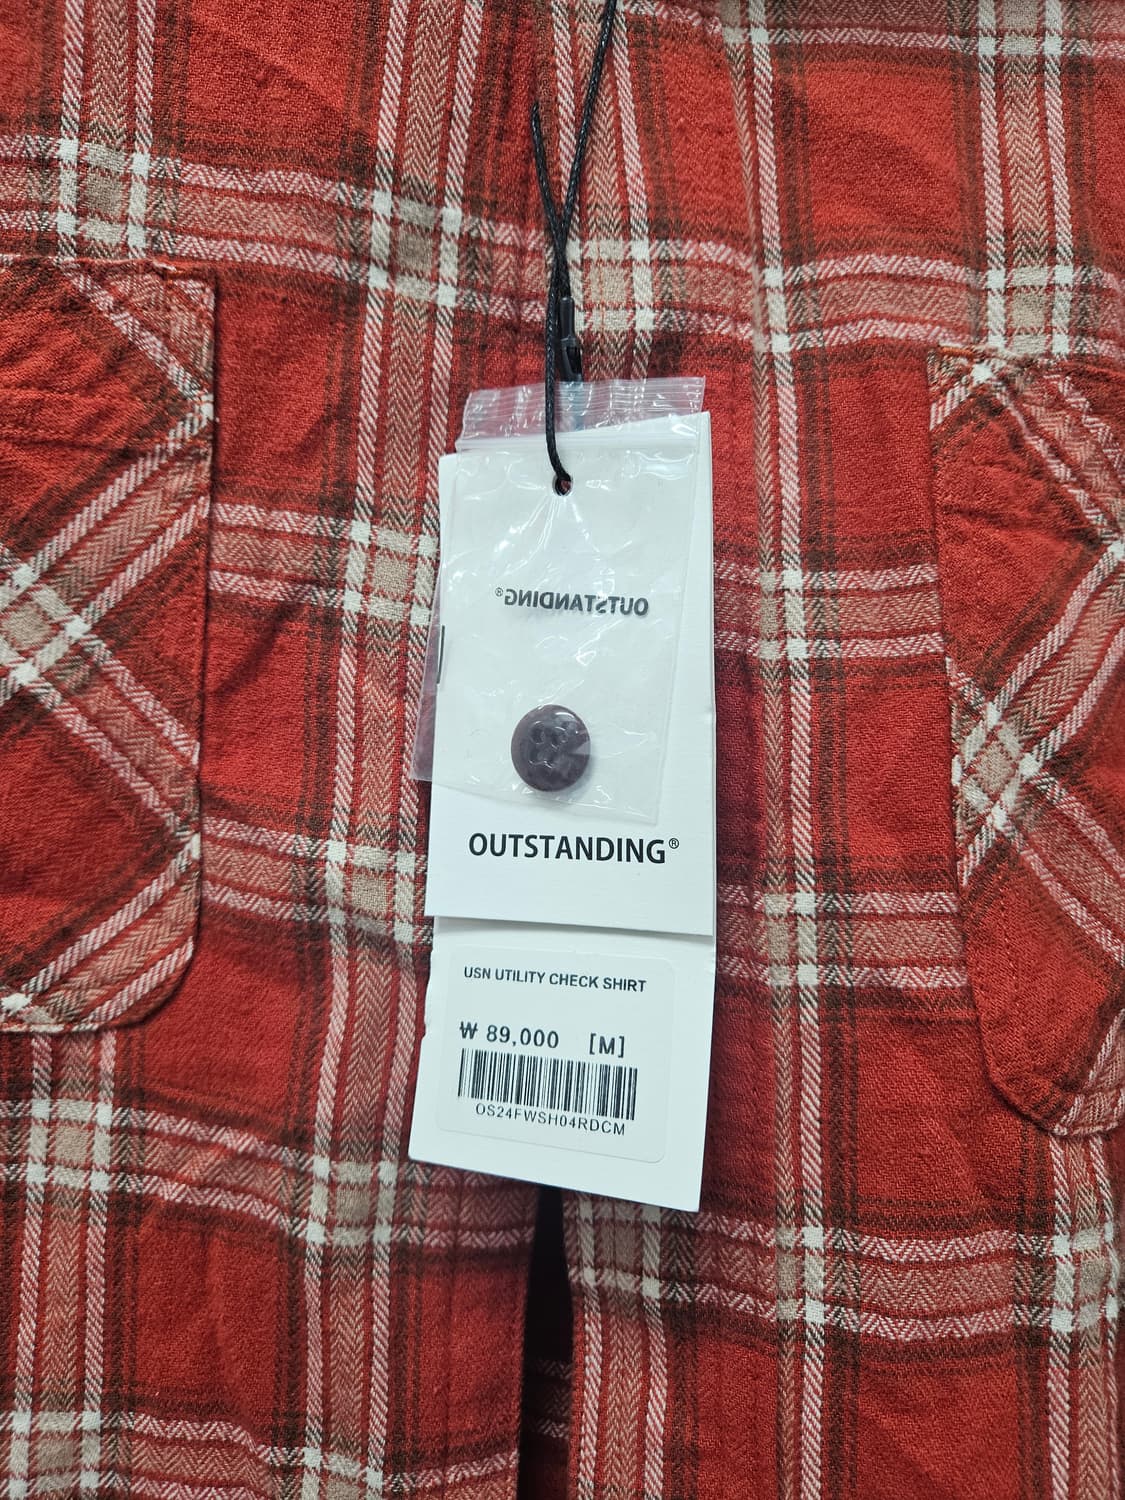 OUTSTANDING®
OUTSTANDING®
USN UTILITY CHECK SHIRT
₩ 89,000 [M]
OS24FWSH04RDCM